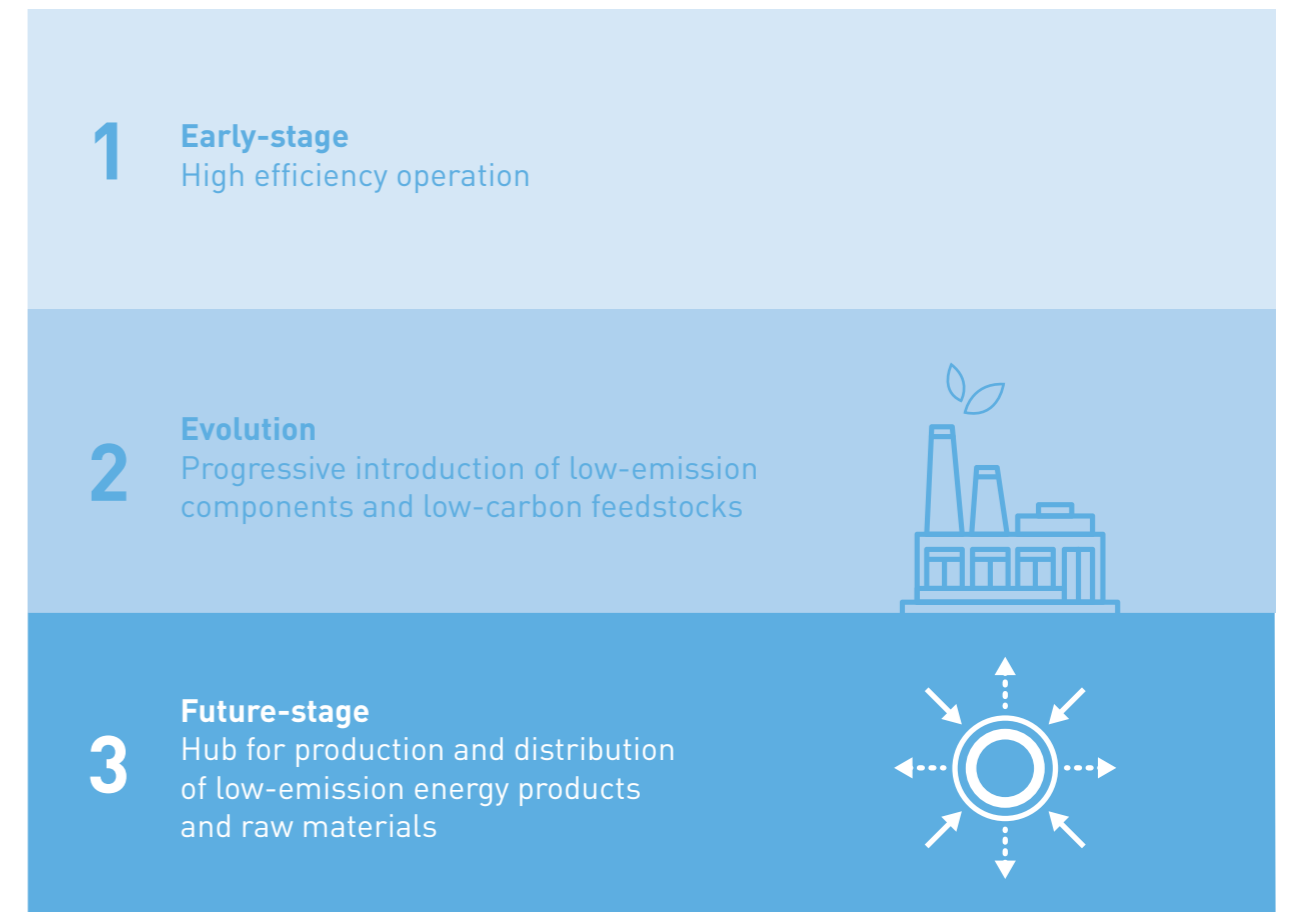 1
Early-stage
High efficiency operation
2
Evolution
Progressive introduction of low-emission
components and low-carbon feedstocks
3
Future-stage
Hub for production and distribution
of low-emission energy products
and raw materials